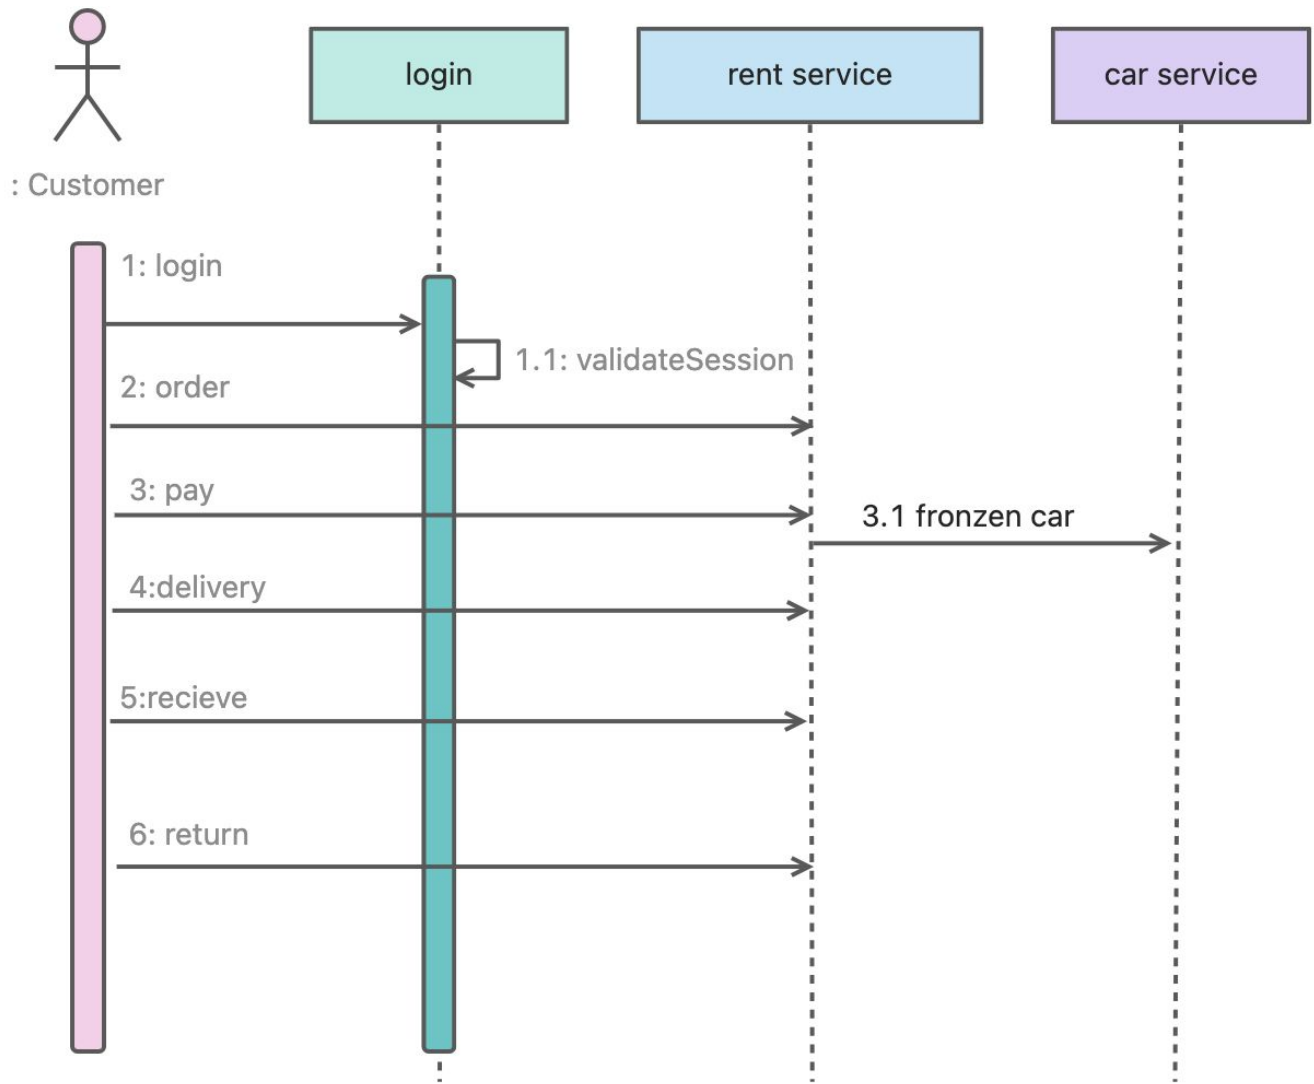 login
rent service
car service
: Customer
1: login
1.1: validateSession
2: order
3: pay
3.1 fronzen car
4:delivery
5:recieve
6: return